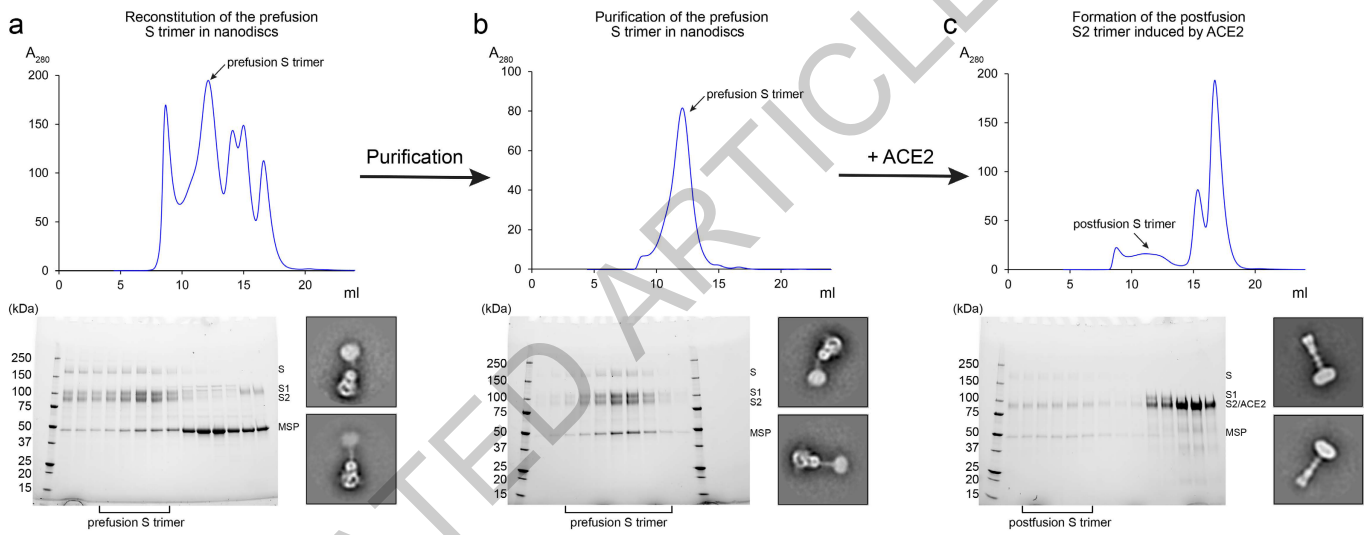 a
Reconstitution of the prefusion
S trimer in nanodiscs
A280
prefusion S trimer
200
150
100
50
0
0 5 10 15 20
ml
Purification
b
Purification of the prefusion
S trimer in nanodiscs
A280
prefusion S trimer
100
80
60
40
20
0
0 5 10 15 20
ml
+ ACE2
c
Formation of the postfusion
S2 trimer induced by ACE2
A280
postfusion S trimer
200
150
100
50
0
0 5 10 15 20
ml
(kDa)
250
150
100
75
50
37
25
20
15
S
S1
S2
MSP
prefusion S trimer
(kDa)
250
150
100
75
50
37
25
20
15
S
S1
S2
MSP
prefusion S trimer
(kDa)
250
150
100
75
50
37
25
20
15
S
S1
S2/ACE2
MSP
postfusion S trimer
ATED ARTICLE